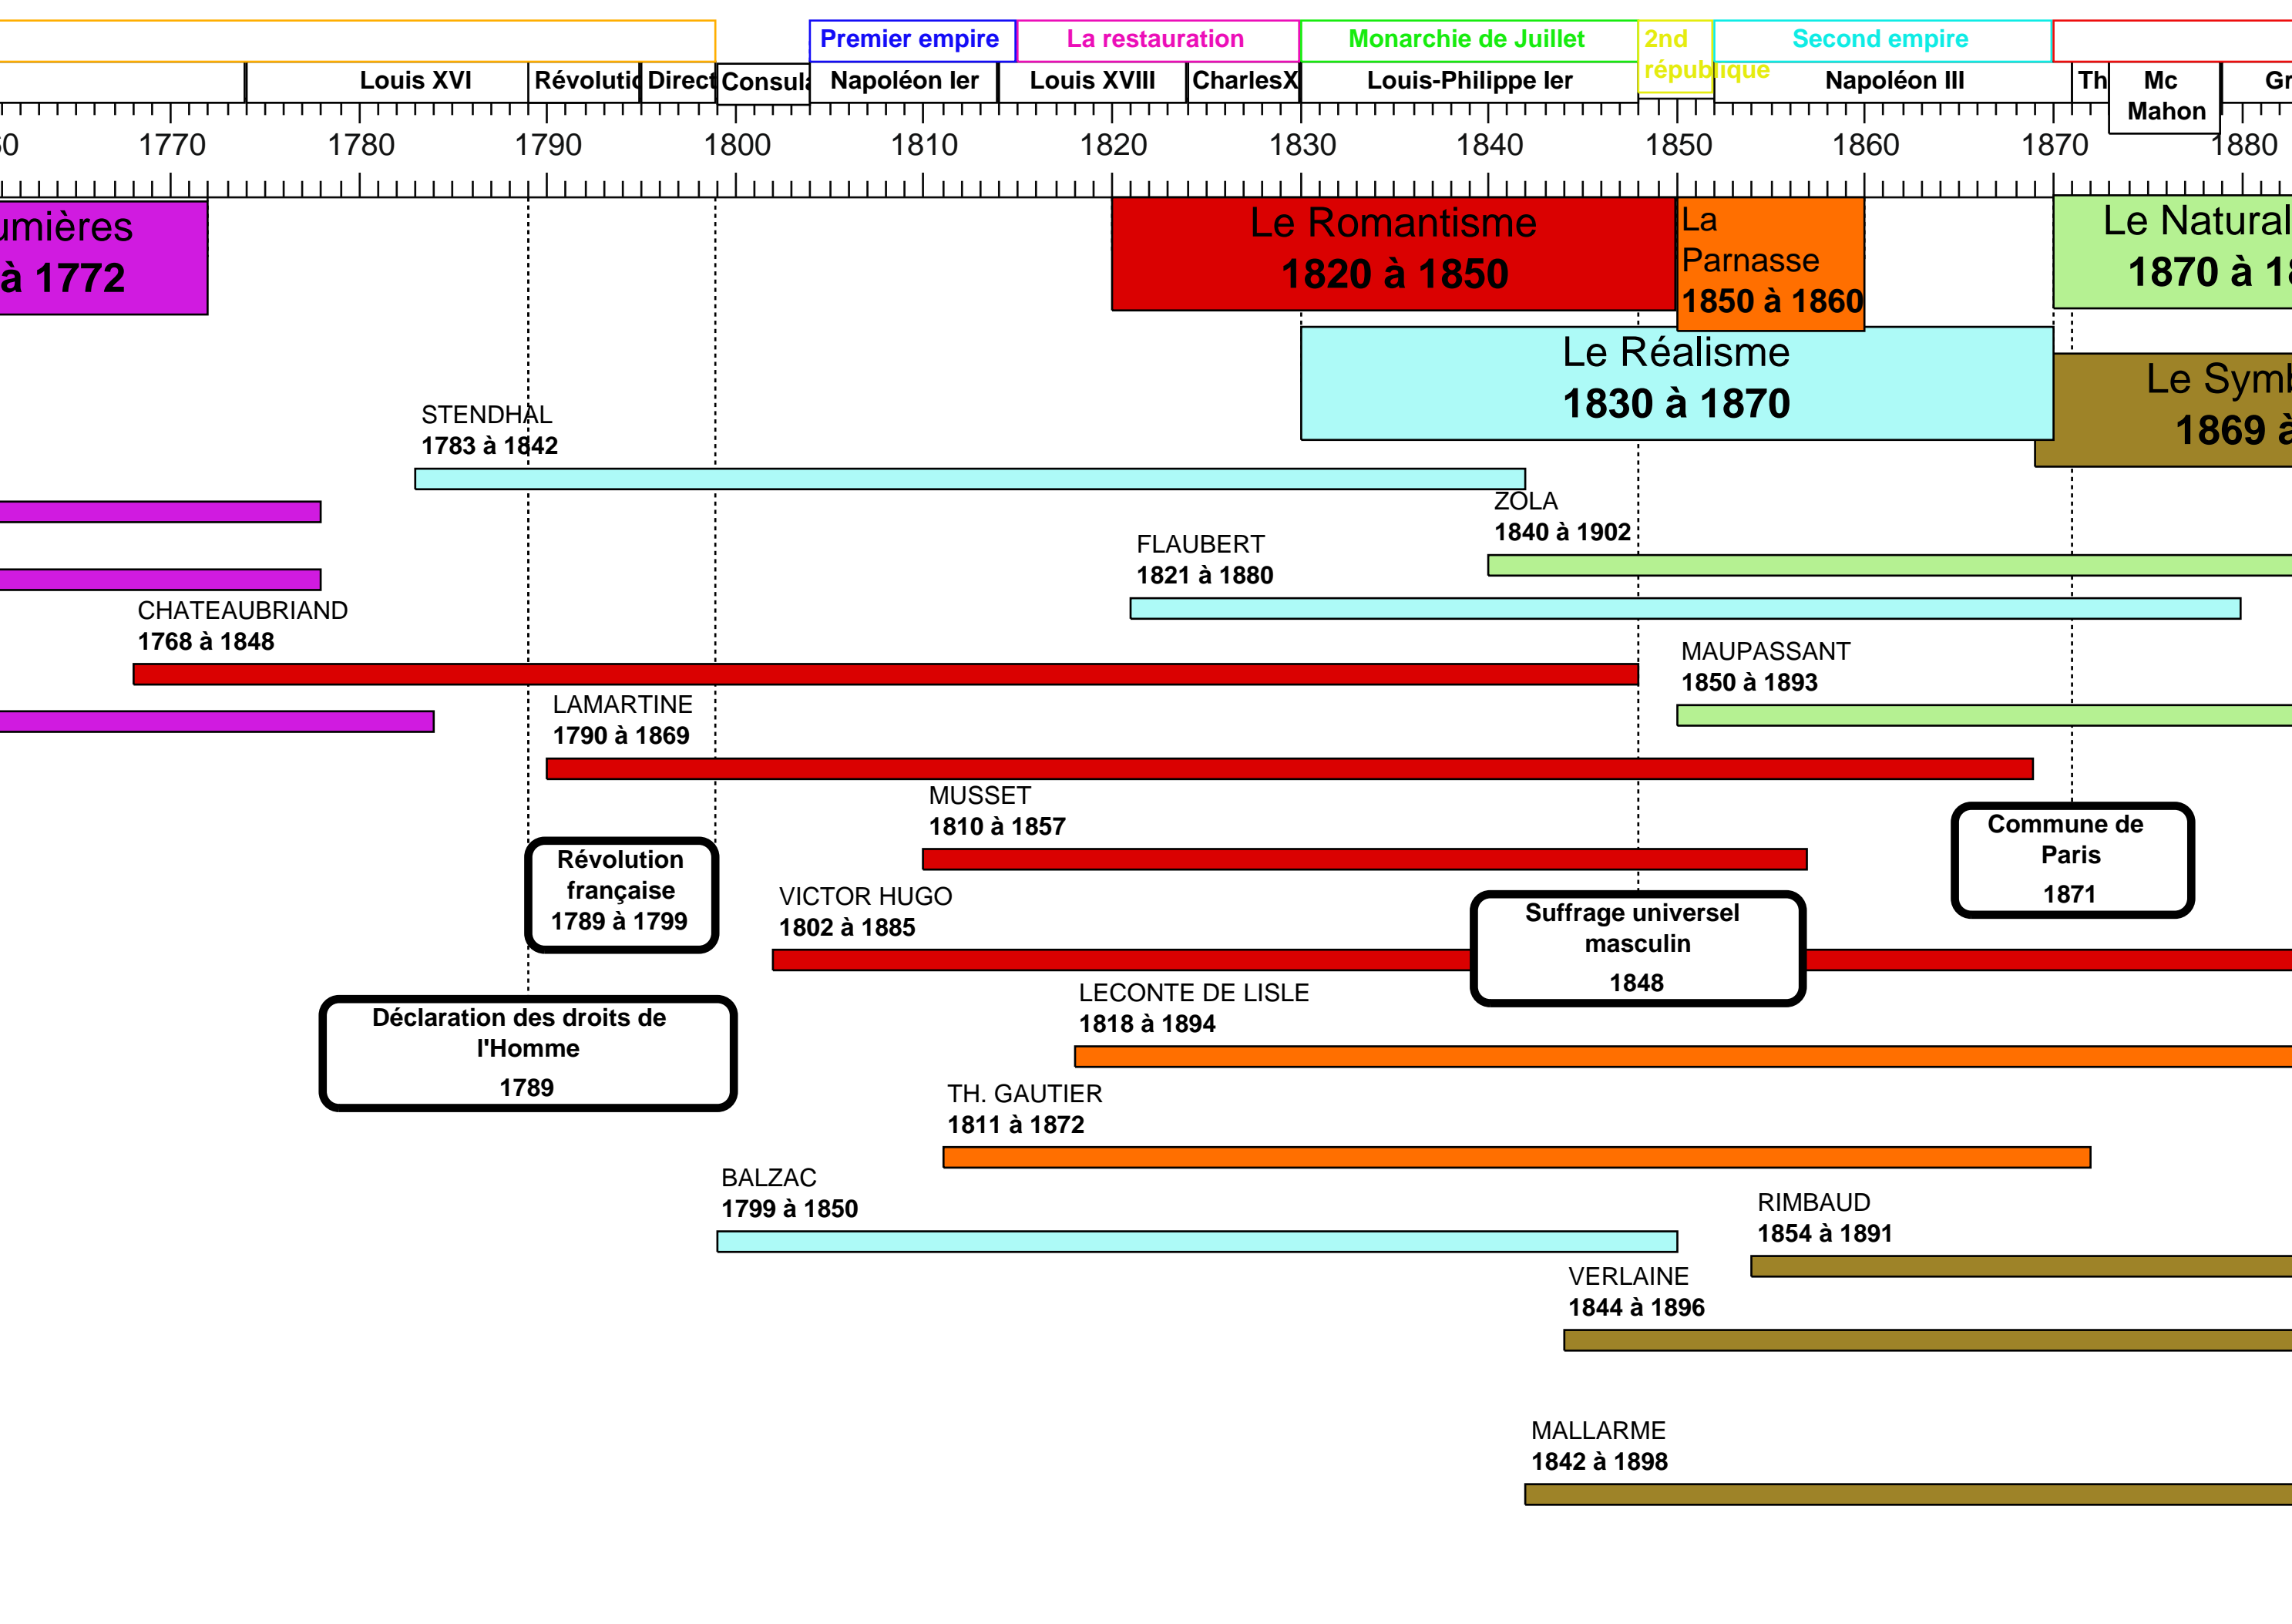 Premier empire
La restauration
Monarchie de Juillet
2nd
république
Second empire
Louis XVI
Consula
Napoléon Ier
Louis XVIII
CharlesX
Louis-Philippe Ier
Napoléon III
Th
Mc
Mahon
Gr
Révolutio
Direct
1770
1780
1790
1800
1810
1820
1830
1840
1850
1860
1870
1880
umières
à 1772
Le Romantisme
1820 à 1850
La
Parnasse
1850 à 1860
Le Natural
1870 à 18
Le Réalisme
1830 à 1870
Le Symb
1869 à
STENDHAL
1783 à 1842
ZOLA
1840 à 1902
FLAUBERT
1821 à 1880
CHATEAUBRIAND
1768 à 1848
MAUPASSANT
1850 à 1893
LAMARTINE
1790 à 1869
MUSSET
1810 à 1857
Commune de
Paris
1871
Révolution
française
1789 à 1799
VICTOR HUGO
1802 à 1885
Suffrage universel
masculin
1848
LECONTE DE LISLE
1818 à 1894
Déclaration des droits de
l'Homme
1789
TH. GAUTIER
1811 à 1872
BALZAC
1799 à 1850
RIMBAUD
1854 à 1891
VERLAINE
1844 à 1896
MALLARME
1842 à 1898